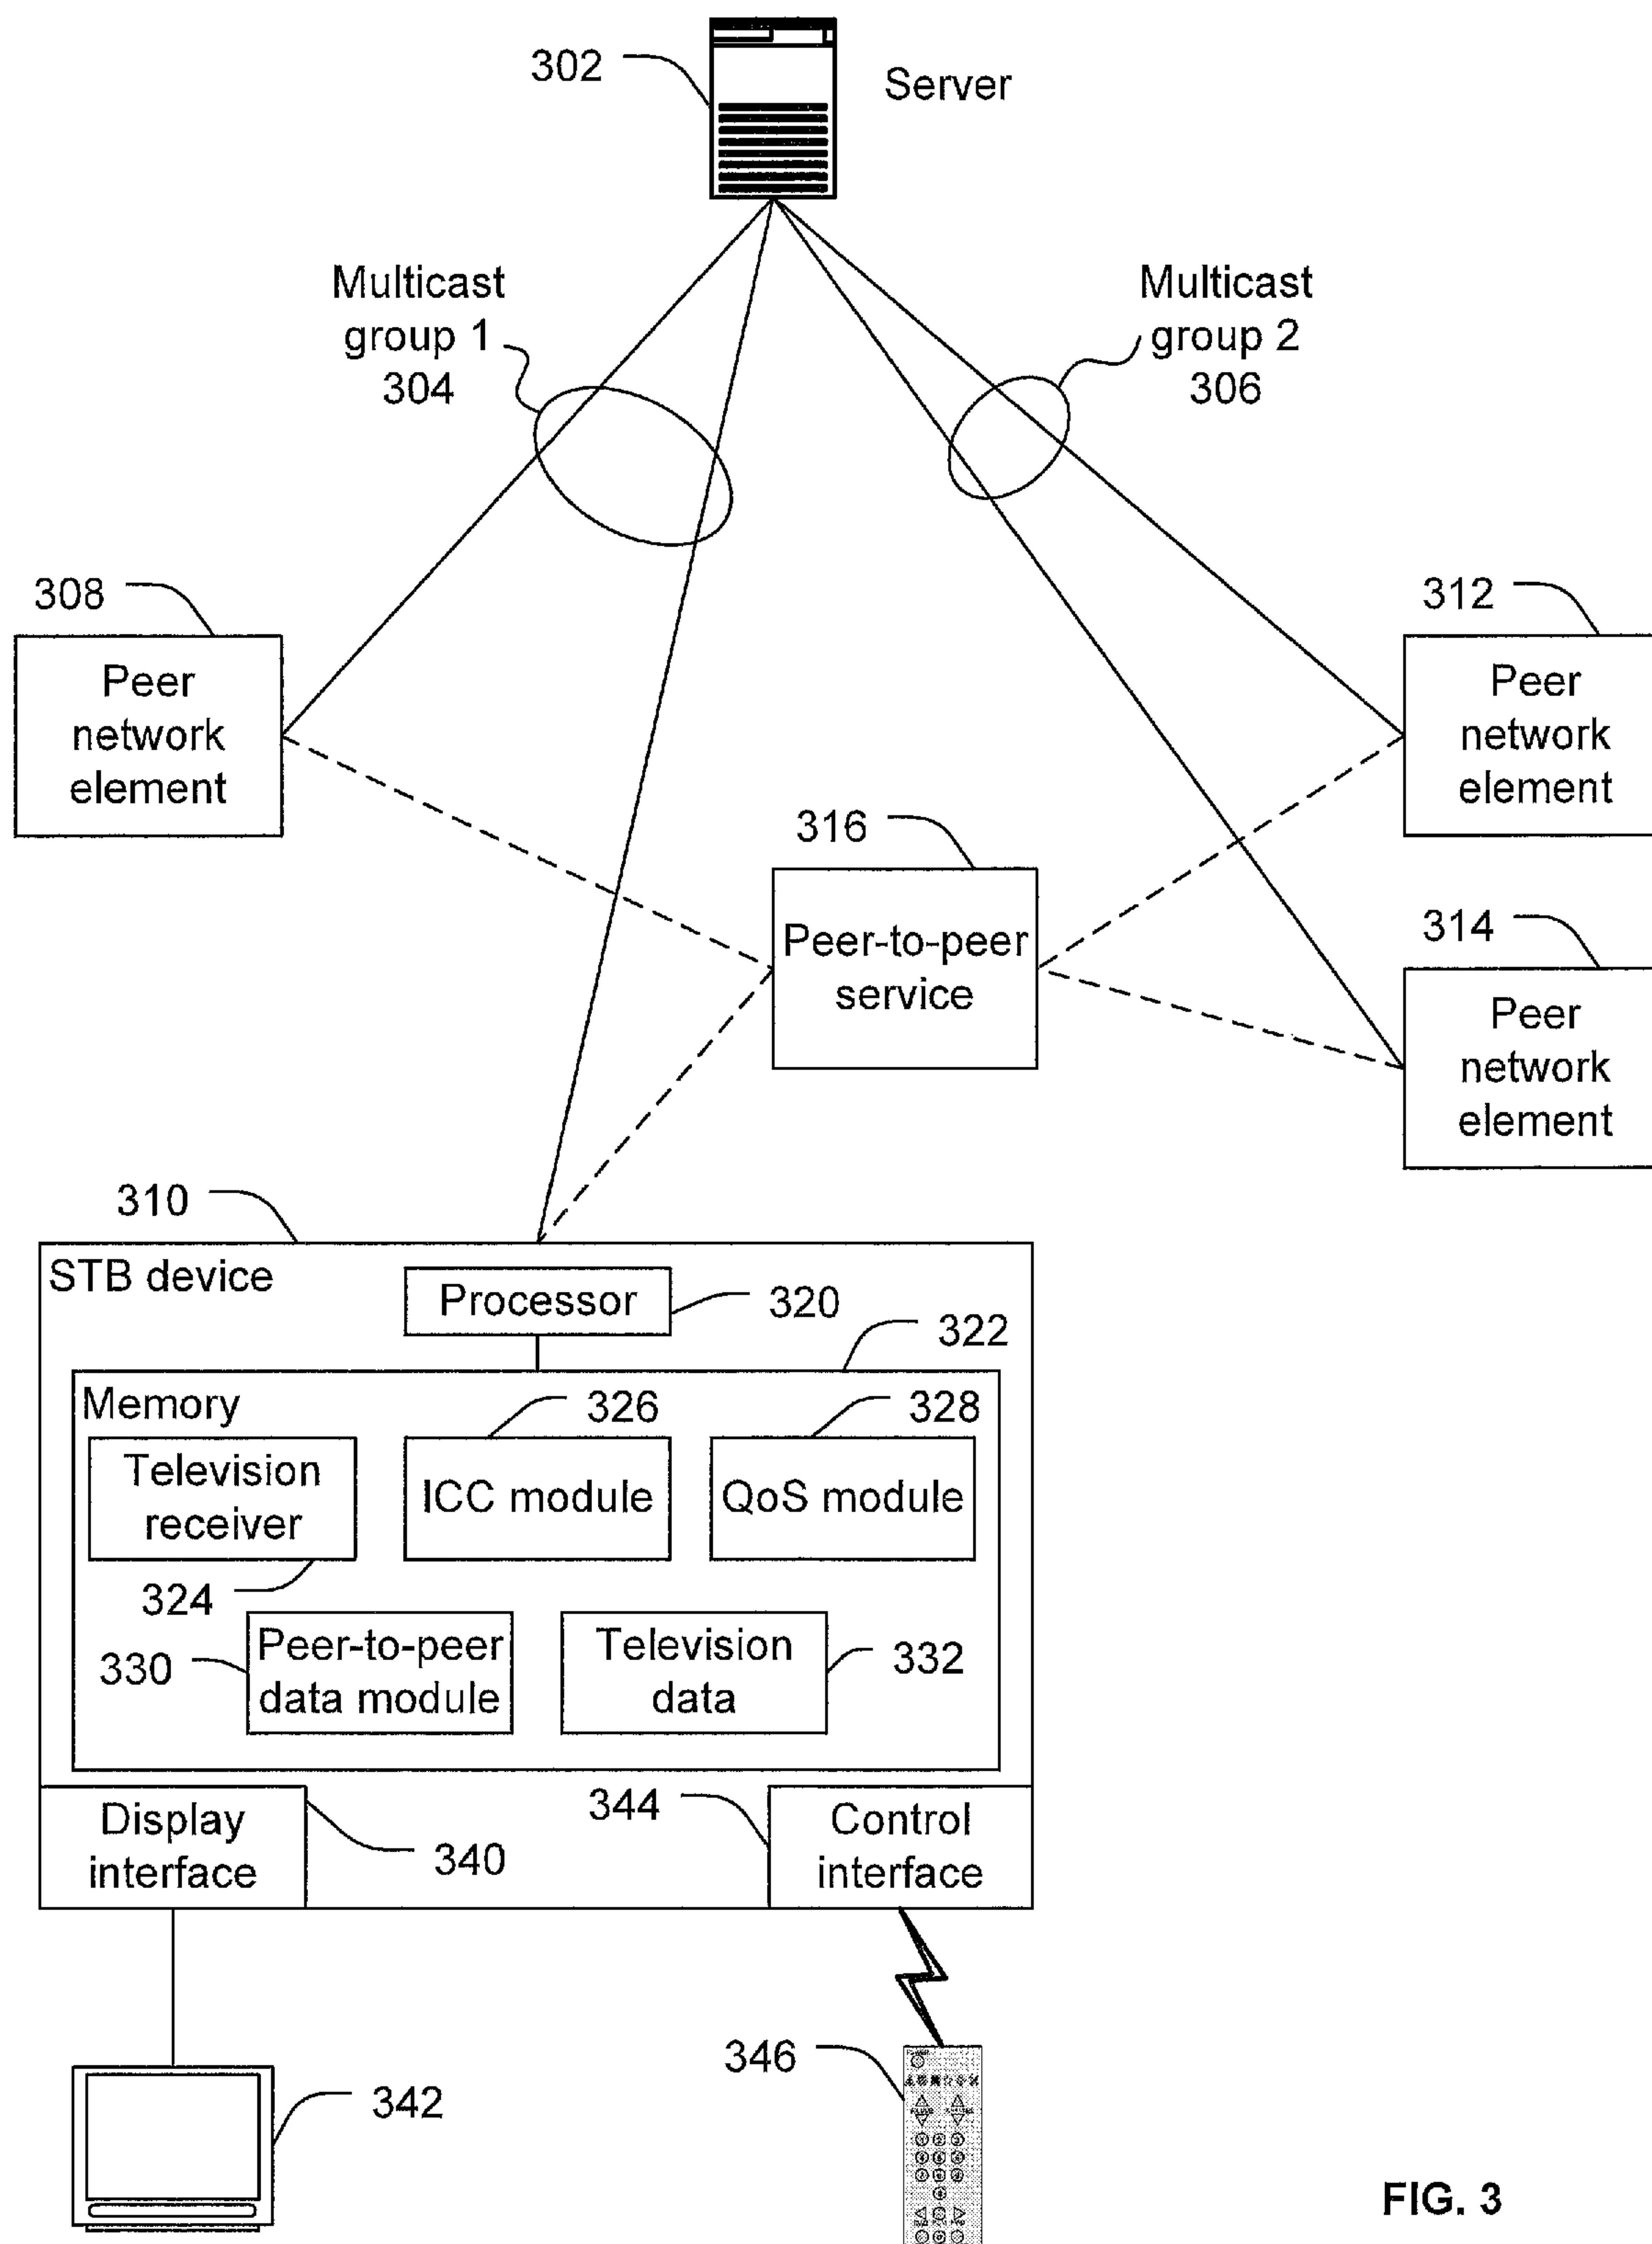 302
Server
Multicast
group 1
304
Multicast
group 2
306
308
Peer
network
element
312
Peer
network
element
316
Peer-to-peer
service
314
Peer
network
element
310
STB device
Processor
320
322
Memory
326
328
Television
receiver
ICC module
QoS module
324
330
Peer-to-peer
data module
Television
data
332
Display
interface
340
344
Control
interface
342
346
FIG. 3